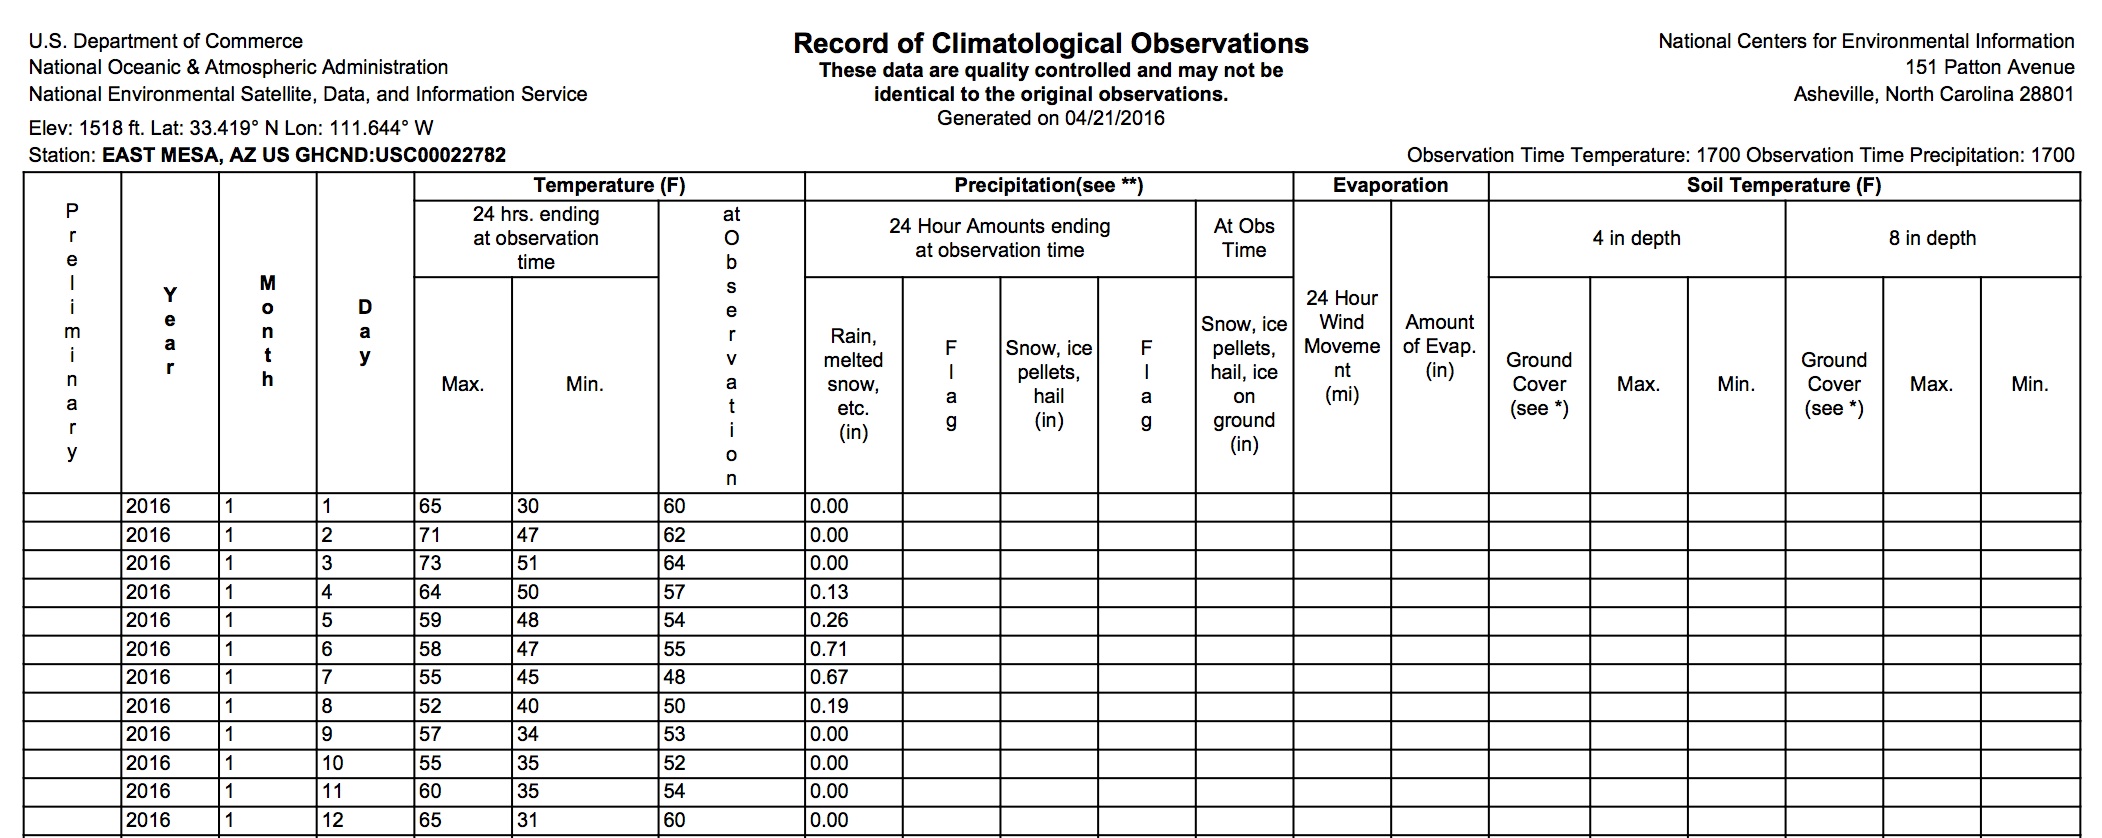 U.S. Department of Commerce
National Oceanic & Atmospheric Administration
National Environmental Satellite, Data, and Information Service
Elev: 1518 ft. Lat: 33.419° N Lon: 111.644° W
Station: EAST MESA, AZ US GHCND:USC00022782
Record of Climatological Observations
These data are quality controlled and may not be
identical to the original observations.
Generated on 04/21/2016
National Centers for Environmental Information
151 Patton Avenue
Asheville, North Carolina 28801
Observation Time Temperature: 1700 Observation Time Precipitation: 1700
Preliminary
Year
Month
Day
Temperature (F)
24 hrs. ending
at observation
time
Max.
Min.
at
Observation
Precipitation(see **)
24 Hour Amounts ending
at observation time
Rain,
melted
snow,
etc.
(in)
Flag
Snow, ice
pellets,
hail
(in)
Flag
At Obs
Time
Snow, ice
pellets,
hail, ice
on
ground
(in)
Evaporation
24 Hour
Wind
Moveme
nt
(mi)
Amount
of Evap.
(in)
Soil Temperature (F)
4 in depth
Ground
Cover
(see *)
Max.
Min.
8 in depth
Ground
Cover
(see *)
Max.
Min.
2016 1 1 65 30 60 0.00
2016 1 2 71 47 62 0.00
2016 1 3 73 51 64 0.00
2016 1 4 64 50 57 0.13
2016 1 5 59 48 54 0.26
2016 1 6 58 47 55 0.71
2016 1 7 55 45 48 0.67
2016 1 8 52 40 50 0.19
2016 1 9 57 34 53 0.00
2016 1 10 55 35 52 0.00
2016 1 11 60 35 54 0.00
2016 1 12 65 31 60 0.00